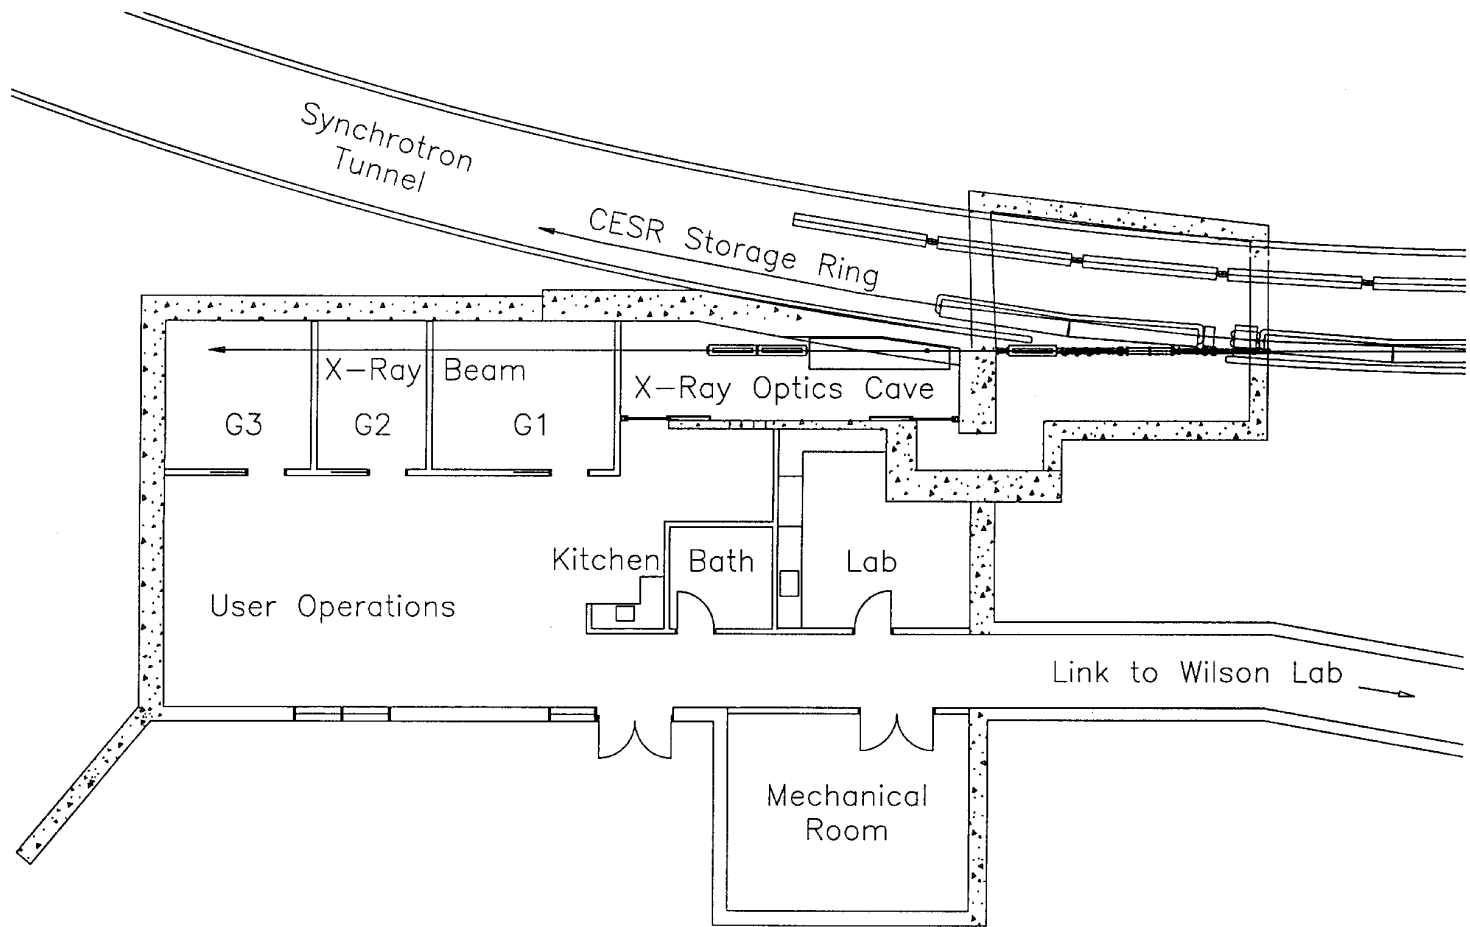 Synchrotron
Tunnel
CESR Storage Ring
X-Ray Beam
X-Ray Optics Cave
G3
G2
G1
Kitchen
Bath
Lab
User Operations
Link to Wilson Lab
Mechanical
Room